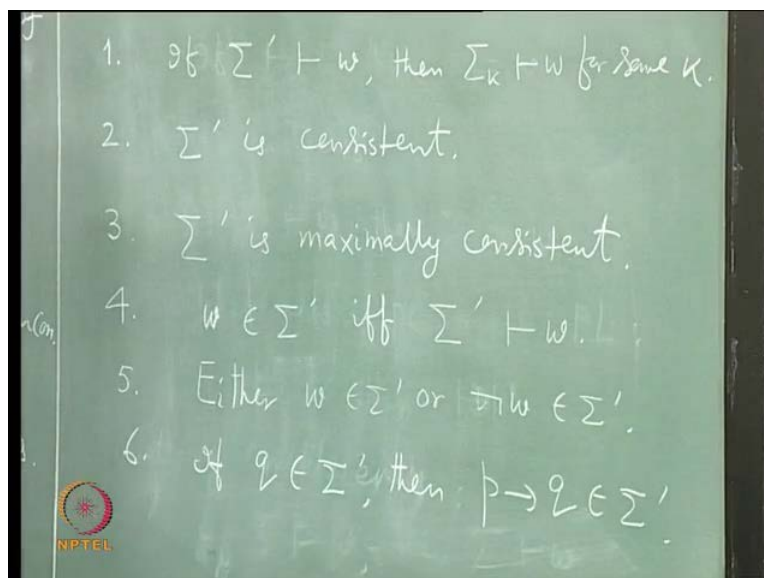 1. If Σ' ⊢ w, then Σ_K ⊢ w for some K.
2. Σ' is consistent.
3. Σ' is maximally consistent.
4. w ∈ Σ' iff Σ' ⊢ w.
5. Either w ∈ Σ' or ¬w ∈ Σ'.
6. If q ∈ Σ', then p → q ∈ Σ'.
NPTEL